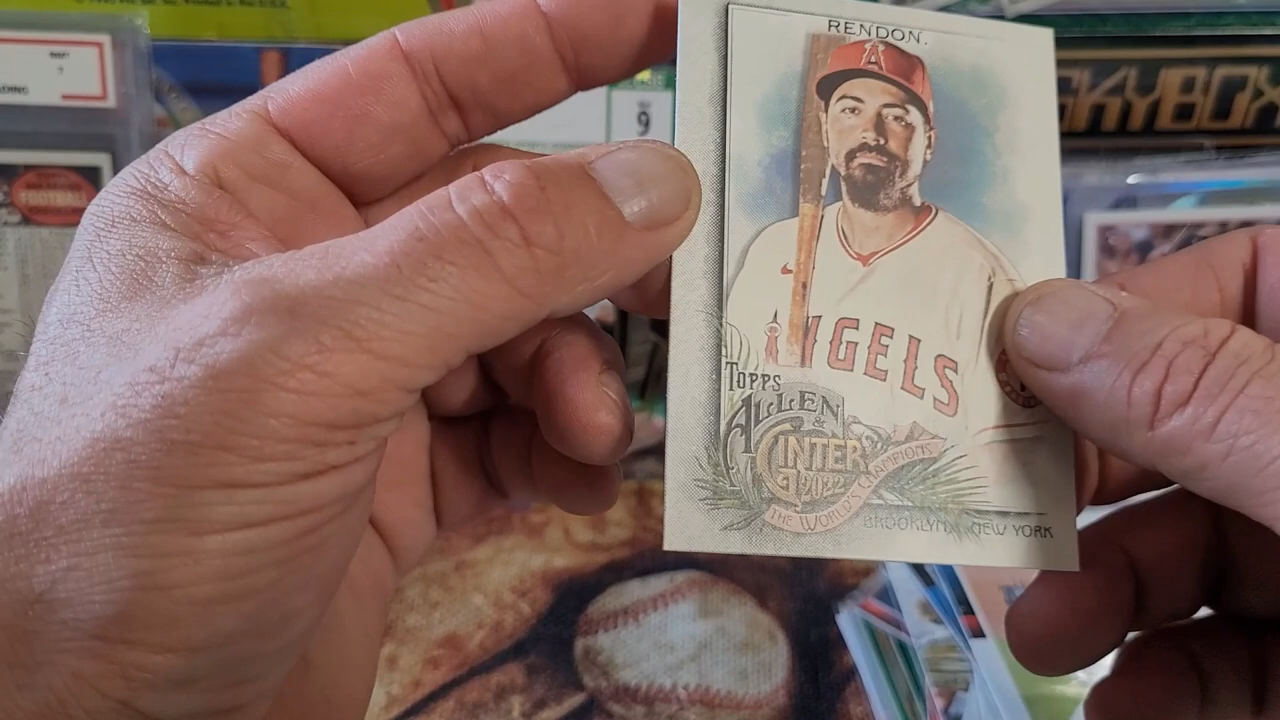 RENDON.
A
9
SKYBOX
FOOTBALL
ANGELS
TOPPS
ALLEN
&
GINTER
2022
THE WORLD'S CHAMPIONS
BROOKLYN, NEW YORK